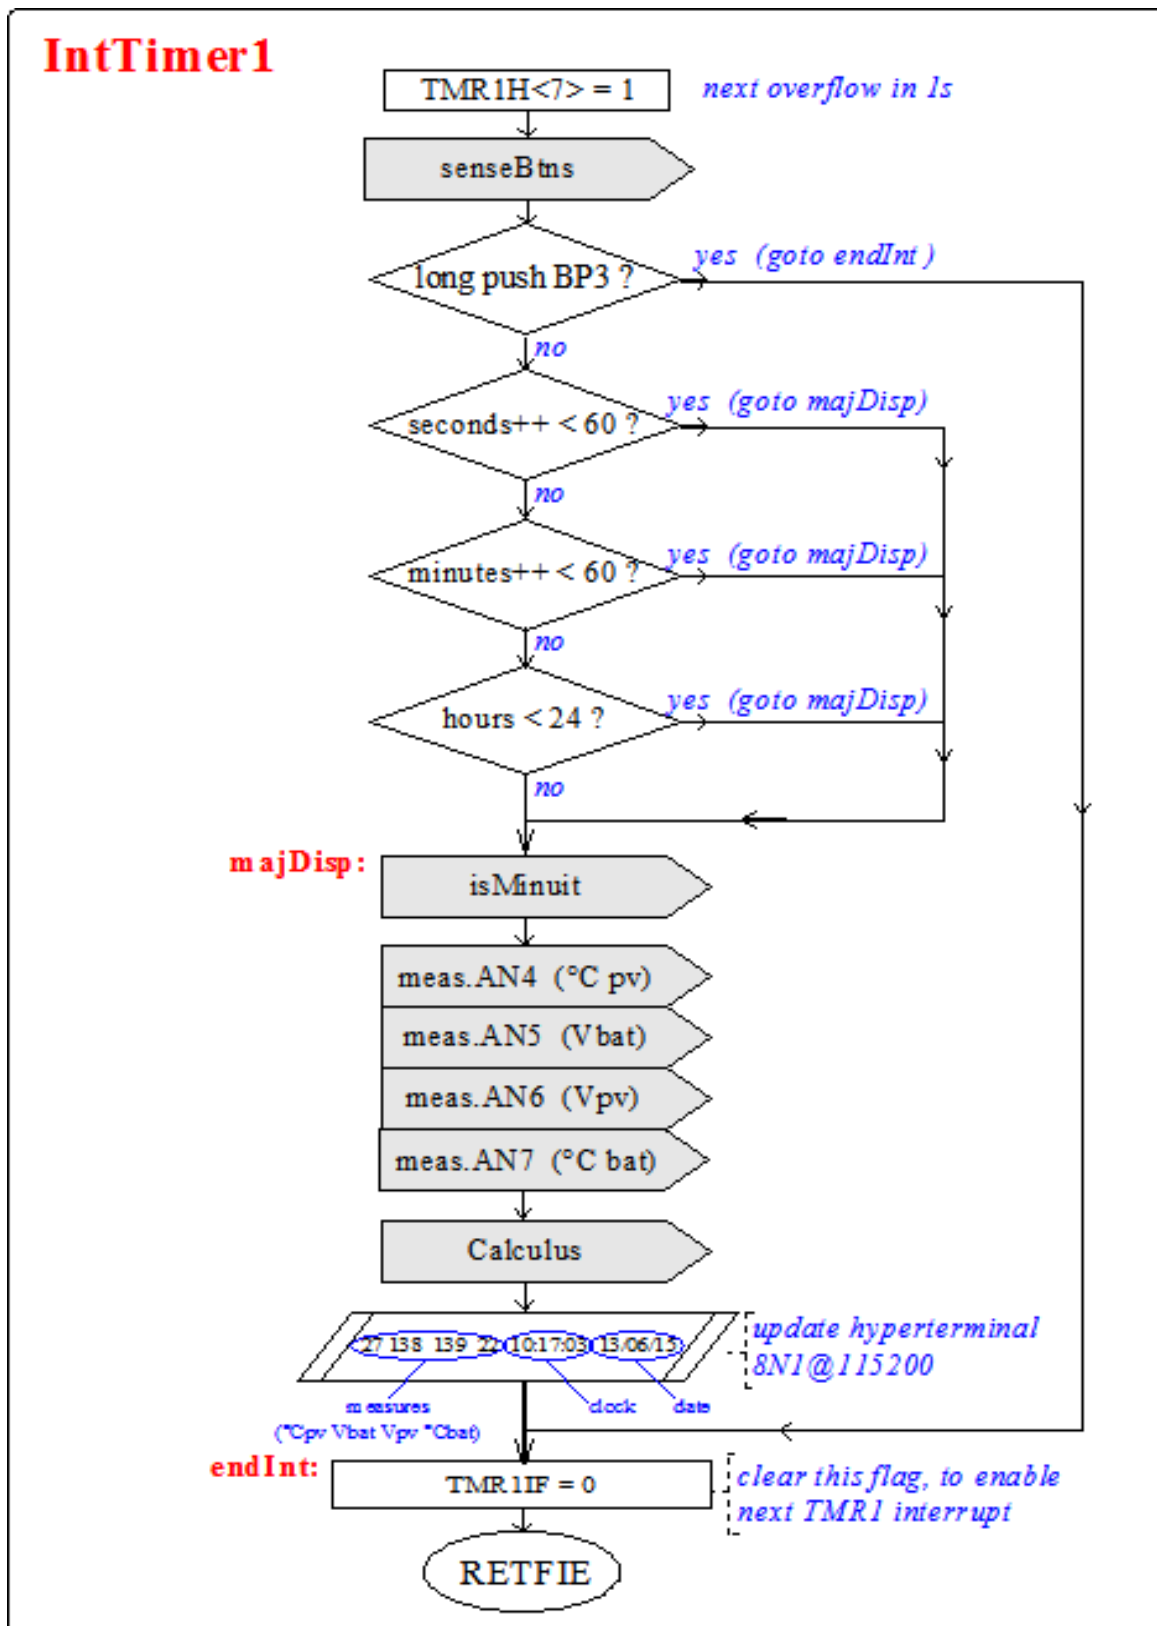 IntTimer1
TMR1H<7> = 1
next overflow in 1s
senseBtns
long push BP3 ?
yes (goto endInt)
no
seconds++ < 60 ?
yes (goto majDisp)
no
minutes++ < 60 ?
yes (goto majDisp)
no
hours < 24 ?
yes (goto majDisp)
no
majDisp:
isMinuit
meas.AN4 (°C pv)
meas.AN5 (Vbat)
meas.AN6 (Vpv)
meas.AN7 (°C bat)
Calculus
27 138 139 22 10:17:03 13/06/15
update hyperterminal
8N1@115200
measures
clock
date
(°Cpv Vbat Vpv °Cbat)
endInt:
TMR1IF = 0
clear this flag, to enable
next TMR1 interrupt
RETFIE